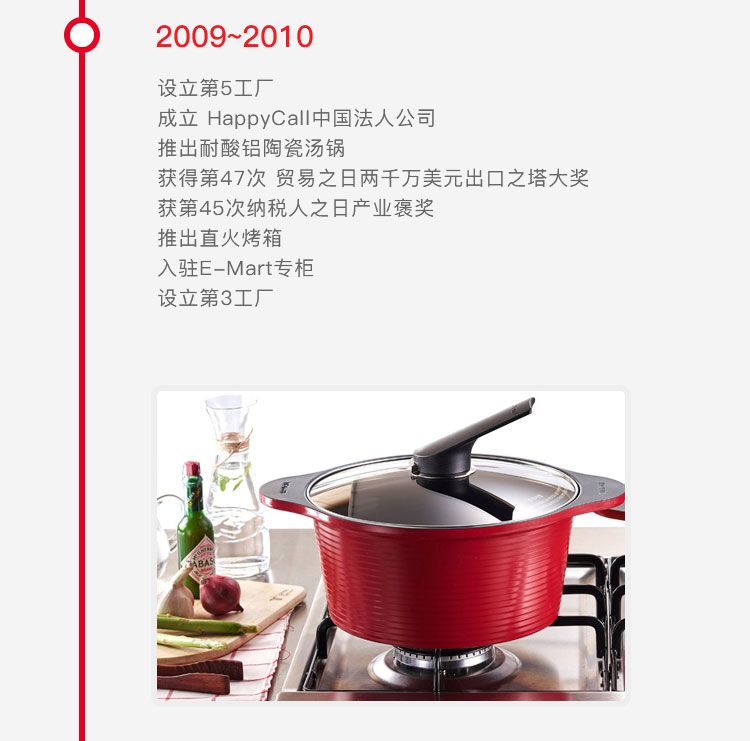 2009~2010
设立第5工厂
成立 HappyCall中国法人公司
推出耐酸铝陶瓷汤锅
获得第47次 贸易之日两千万美元出口之塔大奖
获第45次纳税人之日产业褒奖
推出直火烤箱
入驻E-Mart专柜
设立第3工厂